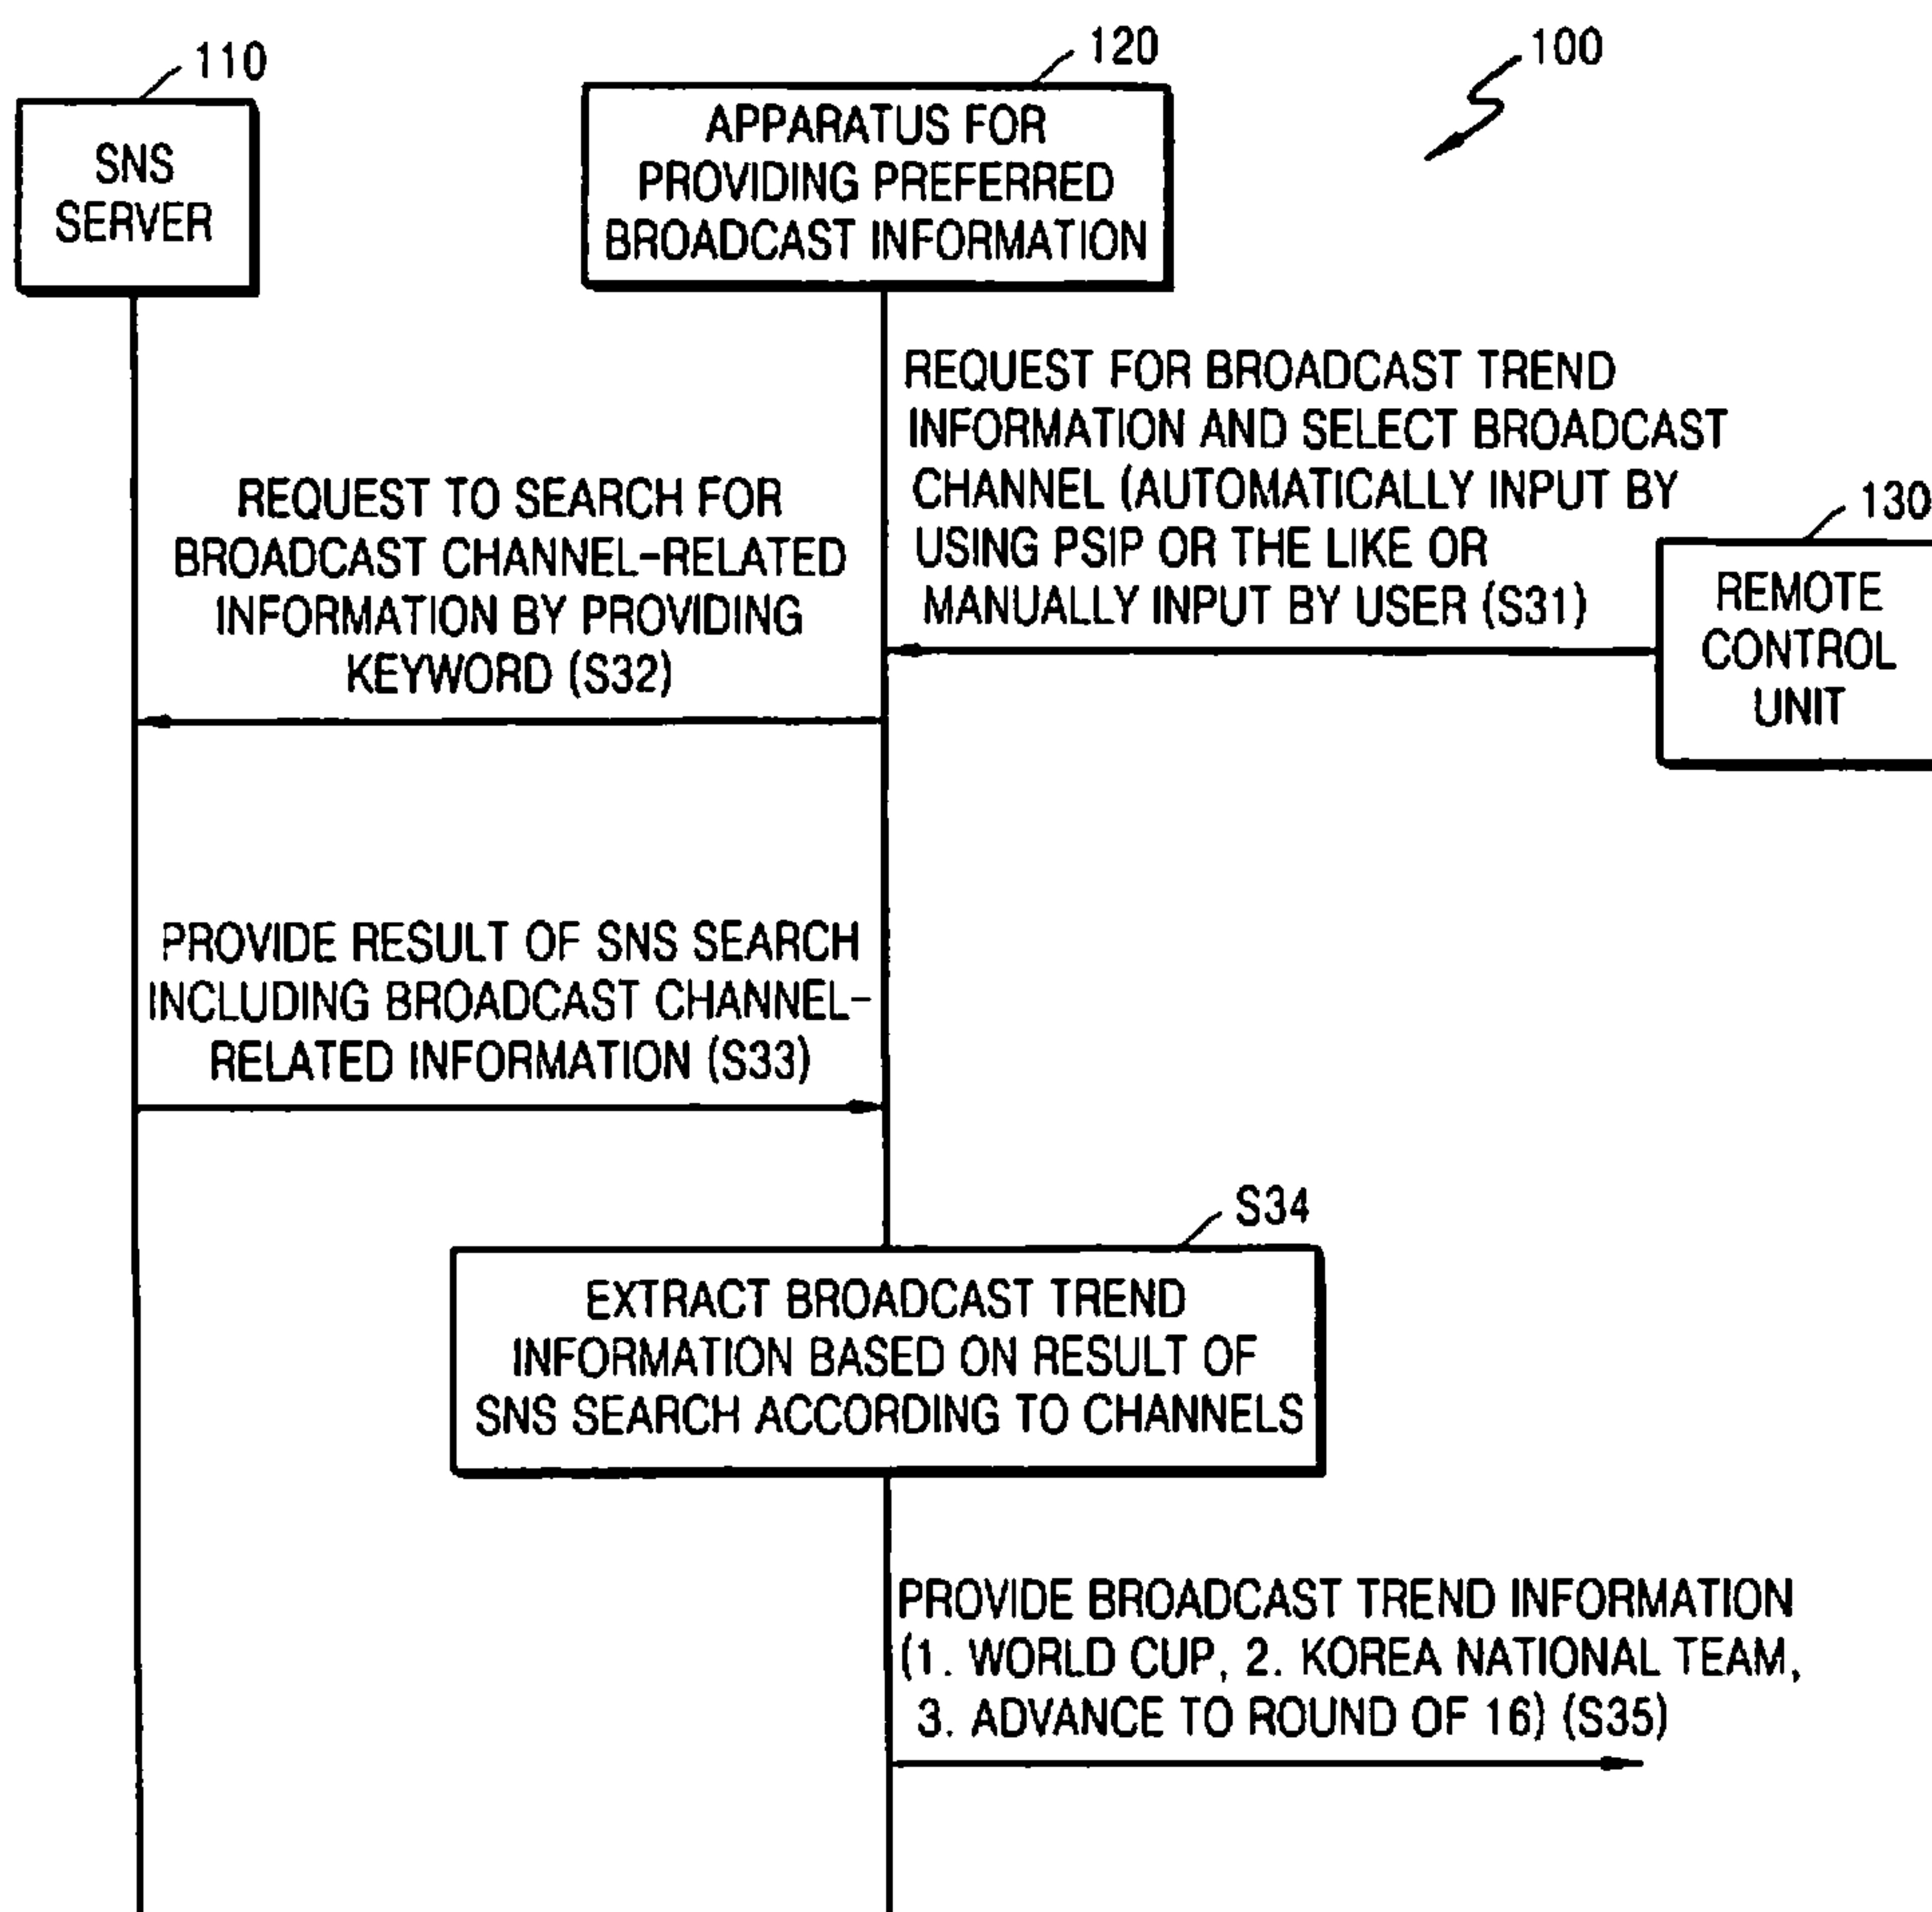 110
120
100
SNS
SERVER
APPARATUS FOR
PROVIDING PREFERRED
BROADCAST INFORMATION
REQUEST FOR BROADCAST TREND
INFORMATION AND SELECT BROADCAST
CHANNEL (AUTOMATICALLY INPUT BY
USING PSIP OR THE LIKE OR
MANUALLY INPUT BY USER (S31)
130
REMOTE
CONTROL
UNIT
REQUEST TO SEARCH FOR
BROADCAST CHANNEL-RELATED
INFORMATION BY PROVIDING
KEYWORD (S32)
PROVIDE RESULT OF SNS SEARCH
INCLUDING BROADCAST CHANNEL-
RELATED INFORMATION (S33)
S34
EXTRACT BROADCAST TREND
INFORMATION BASED ON RESULT OF
SNS SEARCH ACCORDING TO CHANNELS
PROVIDE BROADCAST TREND INFORMATION
(1. WORLD CUP, 2. KOREA NATIONAL TEAM,
3. ADVANCE TO ROUND OF 16) (S35)